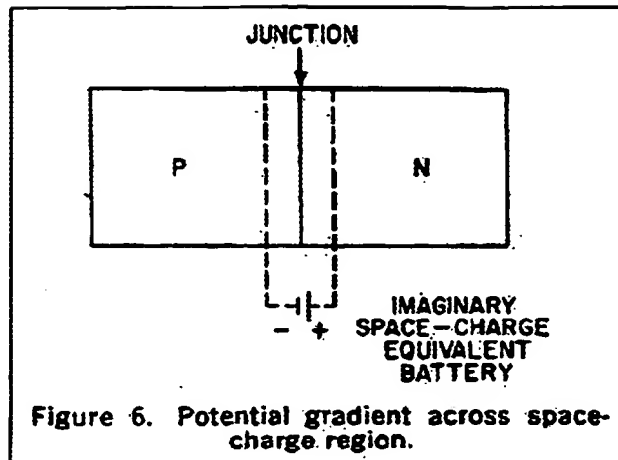 JUNCTION
P
N
- +
IMAGINARY
SPACE-CHARGE
EQUIVALENT
BATTERY
Figure 6. Potential gradient across space-
charge region.